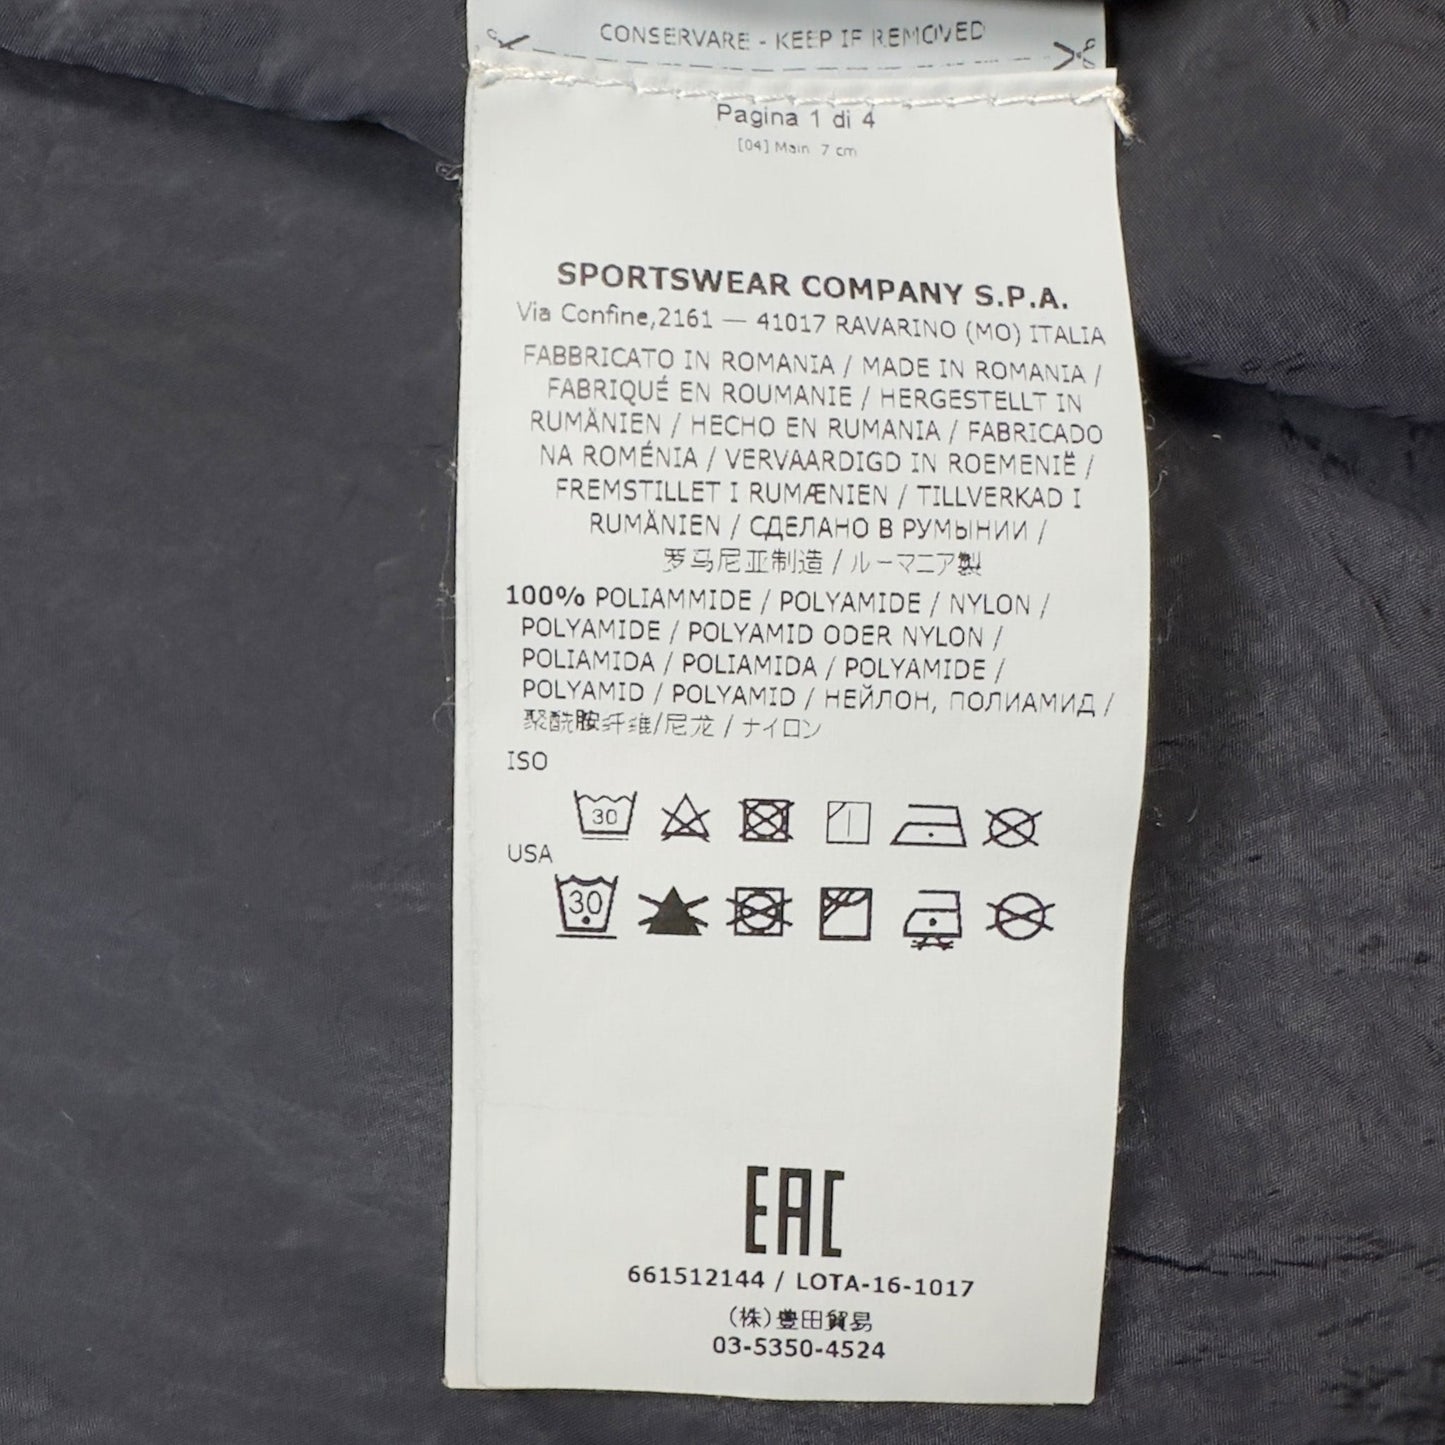 CONSERVARE - KEEP IF REMOVED
Pagina 1 di 4
[04] Main 7 cm
SPORTSWEAR COMPANY S.P.A.
Via Confine,2161 — 41017 RAVARINO (MO) ITALIA
FABBRICATO IN ROMANIA / MADE IN ROMANIA /
FABRIQUÉ EN ROUMANIE / HERGESTELLT IN
RUMÄNIEN / HECHO EN RUMANIA / FABRICADO
NA ROMÉNIA / VERVAARDIGD IN ROEMENIË /
FREMSTILLET I RUMÆNIEN / TILLVERKAD I
RUMÄNIEN / СДЕЛАНО В РУМЫНИИ /
罗马尼亚制造 / ルーマニア製
100% POLIAMMIDE / POLYAMIDE / NYLON /
POLYAMIDE / POLYAMID ODER NYLON /
POLIAMIDA / POLIAMIDA / POLYAMIDE /
POLYAMID / POLYAMID / НЕЙЛОН, ПОЛИАМИД /
聚酰胺纤维/尼龙 / ナイロン
ISO
30
USA
30
EAC
661512144 / LOTA-16-1017
(株)豊田貿易
03-5350-4524